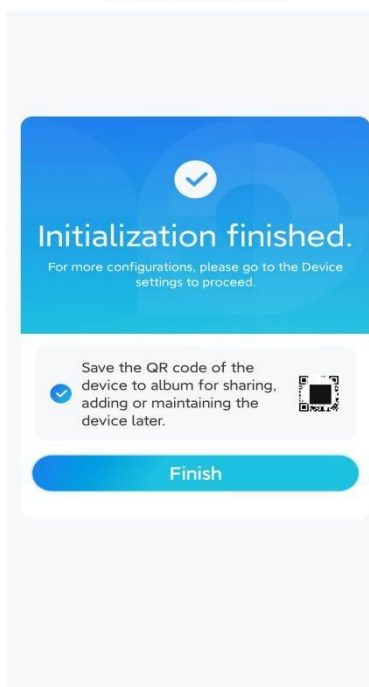 Initialization finished.
For more configurations, please go to the Device
settings to proceed.
Save the QR code of the
device to album for sharing,
adding or maintaining the
device later.
Finish